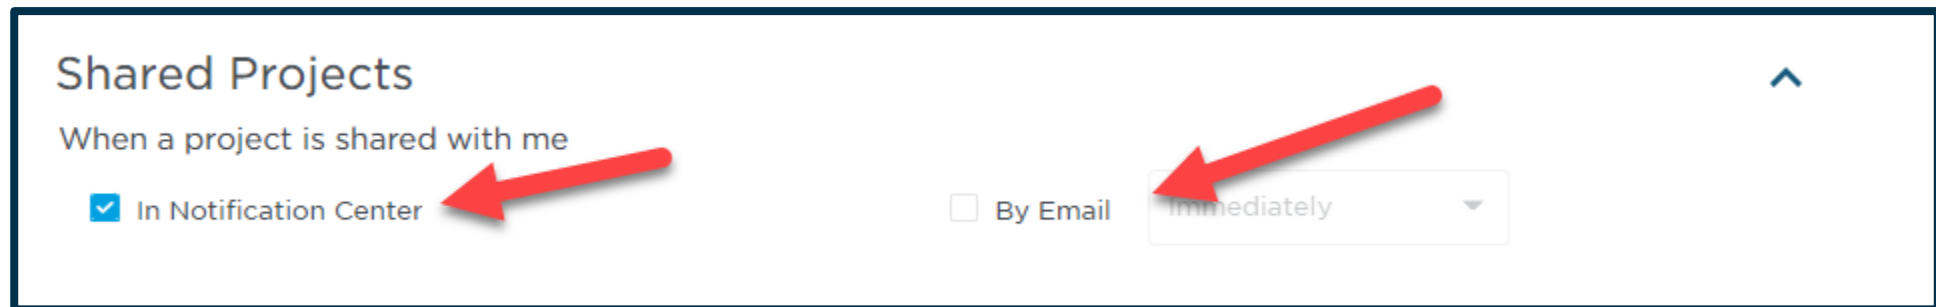 Shared Projects
When a project is shared with me
In Notification Center
By Email
Immediately